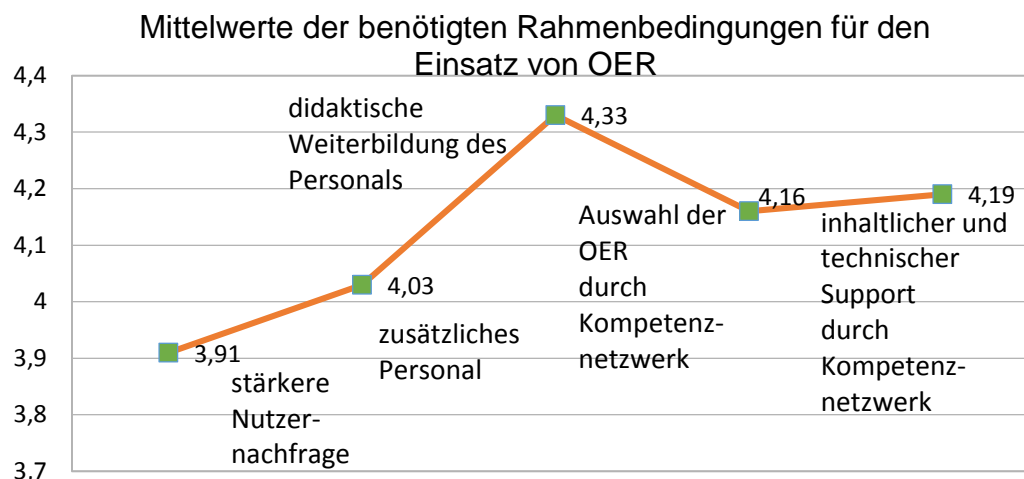 Mittelwerte der benötigten Rahmenbedingungen für den
Einsatz von OER
4,4
4,3
4,2
4,1
4
3,9
3,8
3,7
3,91
stärkere
Nutzer-
nachfrage
4,03
zusätzliches
Personal
didaktische
Weiterbildung des
Personals
4,33
4,16
Auswahl der
OER
durch
Kompetenz-
netzwerk
4,19
inhaltlicher und
technischer
Support
durch
Kompetenz-
netzwerk